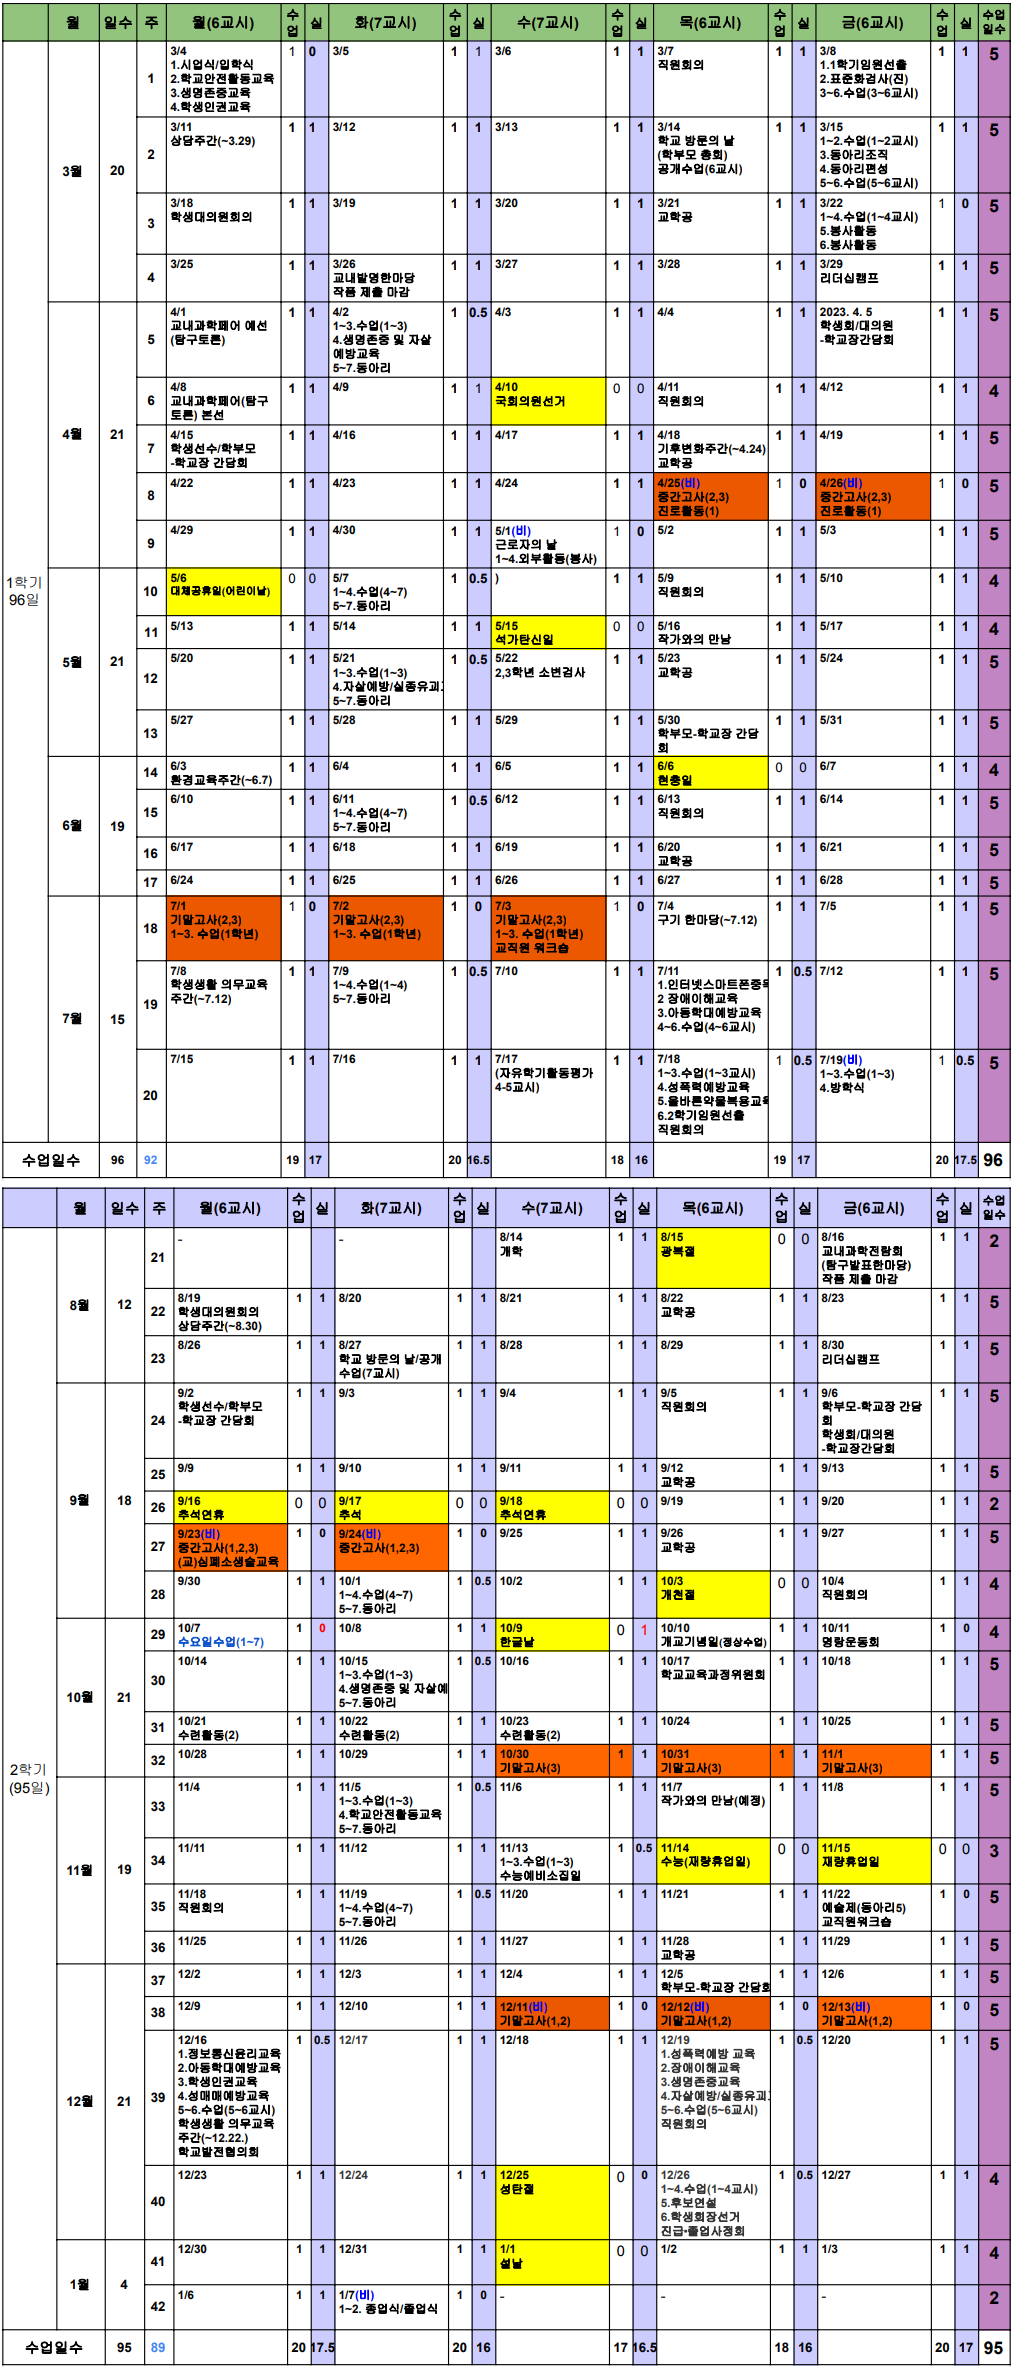 월 일수 주 월(6교시) 수업 실 화(7교시) 수업 실 수(7교시) 수업 실 목(6교시) 수업 실 금(6교시) 수업 실 수업일수
1학기
96일
3월 20
1 3/4 1 0 3/5 1 1 3/6 1 1 3/7 1 1 3/8 1 1 5
1.시업식/입학식 직원회의 1.1학기임원선출
2.학교안전활동교육 2.표준화검사(진)
3.생명존중교육 3~6.수업(3~6교시)
4.학생인권교육
2 3/11 1 1 3/12 1 1 3/13 1 1 3/14 1 1 3/15 1 1 5
상담주간(~3.29) 학교 방문의 날 1~2.수업(1~2교시)
(학부모 총회) 3.동아리조직
공개수업(6교시) 4.동아리편성
5~6.수업(5~6교시)
3 3/18 1 1 3/19 1 1 3/20 1 1 3/21 1 1 3/22 1 0 5
학생대의원회의 교학공 1~4.수업(1~4교시)
5.봉사활동
6.봉사활동
4 3/25 1 1 3/26 1 1 3/27 1 1 3/28 1 1 3/29 1 1 5
교내발명한마당 리더십캠프
작품 제출 마감
4월 21
5 4/1 1 1 4/2 1 0.5 4/3 1 1 4/4 1 1 2023. 4. 5 1 1 5
교내과학페어 예선 1~3.수업(1~3) 학생회/대의원
(탐구토론) 4.생명존중 및 자살 -학교장간담회
예방교육
5~7.동아리
6 4/8 1 1 4/9 1 1 4/10 0 0 4/11 1 1 4/12 1 1 4
교내과학페어(탐구 국회의원선거 직원회의
토론) 본선
7 4/15 1 1 4/16 1 1 4/17 1 1 4/18 1 1 4/19 1 1 5
학생선수/학부모 기후변화주간(~4.24)
-학교장 간담회 교학공
8 4/22 1 1 4/23 1 1 4/24 1 1 4/25(비) 1 0 4/26(비) 1 0 5
중간고사(2,3) 중간고사(2,3)
진로활동(1) 진로활동(1)
9 4/29 1 1 4/30 1 1 5/1(비) 1 0 5/2 1 1 5/3 1 1 5
근로자의 날
1~4.외부활동(봉사)
5월 21
10 5/6 0 0 5/7 1 0.5 ) 1 1 5/9 1 1 5/10 1 1 4
대체공휴일(어린이날) 1~4.수업(4~7) 직원회의
5~7.동아리
11 5/13 1 1 5/14 1 1 5/15 0 0 5/16 1 1 5/17 1 1 4
석가탄신일 작가와의 만남
12 5/20 1 1 5/21 1 0.5 5/22 1 1 5/23 1 1 5/24 1 1 5
1~3.수업(1~3) 2,3학년 소변검사 교학공
4.자살예방/실종유괴
5~7.동아리
13 5/27 1 1 5/28 1 1 5/29 1 1 5/30 1 1 5/31 1 1 5
학부모-학교장 간담
회
6월 19
14 6/3 1 1 6/4 1 1 6/5 1 1 6/6 0 0 6/7 1 1 4
환경교육주간(~6.7) 현충일
15 6/10 1 1 6/11 1 0.5 6/12 1 1 6/13 1 1 6/14 1 1 5
1~4.수업(4~7) 직원회의
5~7.동아리
16 6/17 1 1 6/18 1 1 6/19 1 1 6/20 1 1 6/21 1 1 5
교학공
17 6/24 1 1 6/25 1 1 6/26 1 1 6/27 1 1 6/28 1 1 5
7월 15
18 7/1 1 0 7/2 1 0 7/3 1 0 7/4 1 1 7/5 1 1 5
기말고사(2,3) 기말고사(2,3) 기말고사(2,3) 구기 한마당(~7.12)
1~3. 수업(1학년) 1~3. 수업(1학년) 1~3. 수업(1학년)
교직원 워크숍
19 7/8 1 1 7/9 1 0.5 7/10 1 1 7/11 1 0.5 7/12 1 1 5
학생생활 의무교육 1~4.수업(1~4) 1.인터넷스마트폰중독
주간(~7.12) 5~7.동아리 2 장애이해교육
3.아동학대예방교육
4~6.수업(4~6교시)
20 7/15 1 1 7/16 1 1 7/17 1 1 7/18 1 0.5 7/19(비) 1 0.5 5
(자유학기활동평가 1~3.수업(1~3교시) 1~3.수업(1~3)
4-5교시) 4.성폭력예방교육 4.방학식
5.올바른약물복용교육
6.2학기임원선출
직원회의
수업일수 96 92 19 17 20 16.5 18 16 19 17 20 17.5 96
월 일수 주 월(6교시) 수업 실 화(7교시) 수업 실 수(7교시) 수업 실 목(6교시) 수업 실 금(6교시) 수업 실 수업일수
2학기
(95일)
8월 12
21 - - 8/14 1 1 8/15 0 0 8/16 1 1 2
개학 광복절 교내과학전람회
(탐구발표한마당)
작품 제출 마감
22 8/19 1 1 8/20 1 1 8/21 1 1 8/22 1 1 8/23 1 1 5
학생대의원회의 교학공
상담주간(~8.30)
23 8/26 1 1 8/27 1 1 8/28 1 1 8/29 1 1 8/30 1 1 5
학교 방문의 날/공개 리더십캠프
수업(7교시)
9월 18
24 9/2 1 1 9/3 1 1 9/4 1 1 9/5 1 1 9/6 1 1 5
학생선수/학부모 직원회의 학부모-학교장 간담
-학교장 간담회 회
학생회/대의원
-학교장간담회
25 9/9 1 1 9/10 1 1 9/11 1 1 9/12 1 1 9/13 1 1 5
교학공
26 9/16 0 0 9/17 0 0 9/18 0 0 9/19 1 1 9/20 1 1 2
추석연휴 추석 추석연휴
27 9/23(비) 1 0 9/24(비) 1 0 9/25 1 1 9/26 1 1 9/27 1 1 5
중간고사(1,2,3) 중간고사(1,2,3) 교학공
(교)심폐소생술교육
28 9/30 1 1 10/1 1 0.5 10/2 1 1 10/3 0 0 10/4 1 1 4
1~4.수업(4~7) 개천절 직원회의
5~7.동아리
10월 21
29 10/7 1 0 10/8 1 1 10/9 0 1 10/10 1 1 10/11 1 0 4
수요일수업(1~7) 한글날 개교기념일(정상수업) 명랑운동회
30 10/14 1 1 10/15 1 0.5 10/16 1 1 10/17 1 1 10/18 1 1 5
1~3.수업(1~3) 학교교육과정위원회
4.생명존중 및 자살예
5~7.동아리
31 10/21 1 1 10/22 1 1 10/23 1 1 10/24 1 1 10/25 1 1 5
수련활동(2) 수련활동(2) 수련활동(2)
32 10/28 1 1 10/29 1 1 10/30 1 1 10/31 1 1 11/1 1 1 5
기말고사(3) 기말고사(3) 기말고사(3)
11월 19
33 11/4 1 1 11/5 1 0.5 11/6 1 1 11/7 1 1 11/8 1 1 5
1~3.수업(1~3) 작가와의 만남(예정)
4.학교안전활동교육
5~7.동아리
34 11/11 1 1 11/12 1 1 11/13 1 0.5 11/14 0 0 11/15 0 0 3
1~3.수업(1~3) 수능(재량휴업일) 재량휴업일
수능예비소집일
35 11/18 1 1 11/19 1 0.5 11/20 1 1 11/21 1 1 11/22 1 0 5
직원회의 1~4.수업(4~7) 예술제(동아리5)
5~7.동아리 교직원워크숍
36 11/25 1 1 11/26 1 1 11/27 1 1 11/28 1 1 11/29 1 1 5
교학공
12월 21
37 12/2 1 1 12/3 1 1 12/4 1 1 12/5 1 1 12/6 1 1 5
학부모-학교장 간담회
38 12/9 1 1 12/10 1 1 12/11(비) 1 0 12/12(비) 1 0 12/13(비) 1 0 5
기말고사(1,2) 기말고사(1,2) 기말고사(1,2)
39 12/16 1 0.5 12/17 1 1 12/18 1 1 12/19 1 0.5 12/20 1 1 5
1.정보통신윤리교육 1.성폭력예방 교육
2.아동학대예방교육 2.장애이해교육
3.학생인권교육 3.생명존중교육
4.성매매예방교육 4.자살예방/실종유괴
5~6.수업(5~6교시) 5~6.수업(5~6교시)
학생생활 의무교육 직원회의
주간(~12.22.)
학교발전협의회
40 12/23 1 1 12/24 1 1 12/25 0 0 12/26 1 0.5 12/27 1 1 4
성탄절 1~4.수업(1~4교시)
5.후보연설
6.학생회장선거
진급•졸업사정회
1월 4
41 12/30 1 1 12/31 1 1 1/1 0 0 1/2 1 1 1/3 1 1 4
설날
42 1/6 1 1 1/7(비) 1 0 - - - 2
1~2. 종업식/졸업식
수업일수 95 89 20 17.5 20 16 17 16.5 18 16 20 17 95